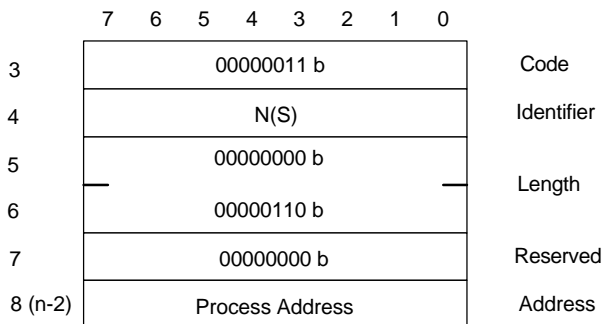 7 6 5 4 3 2 1 0
3 00000011 b Code
4 N(S) Identifier
5 00000000 b
Length
6 00000110 b
7 00000000 b Reserved
8 (n-2) Process Address Address